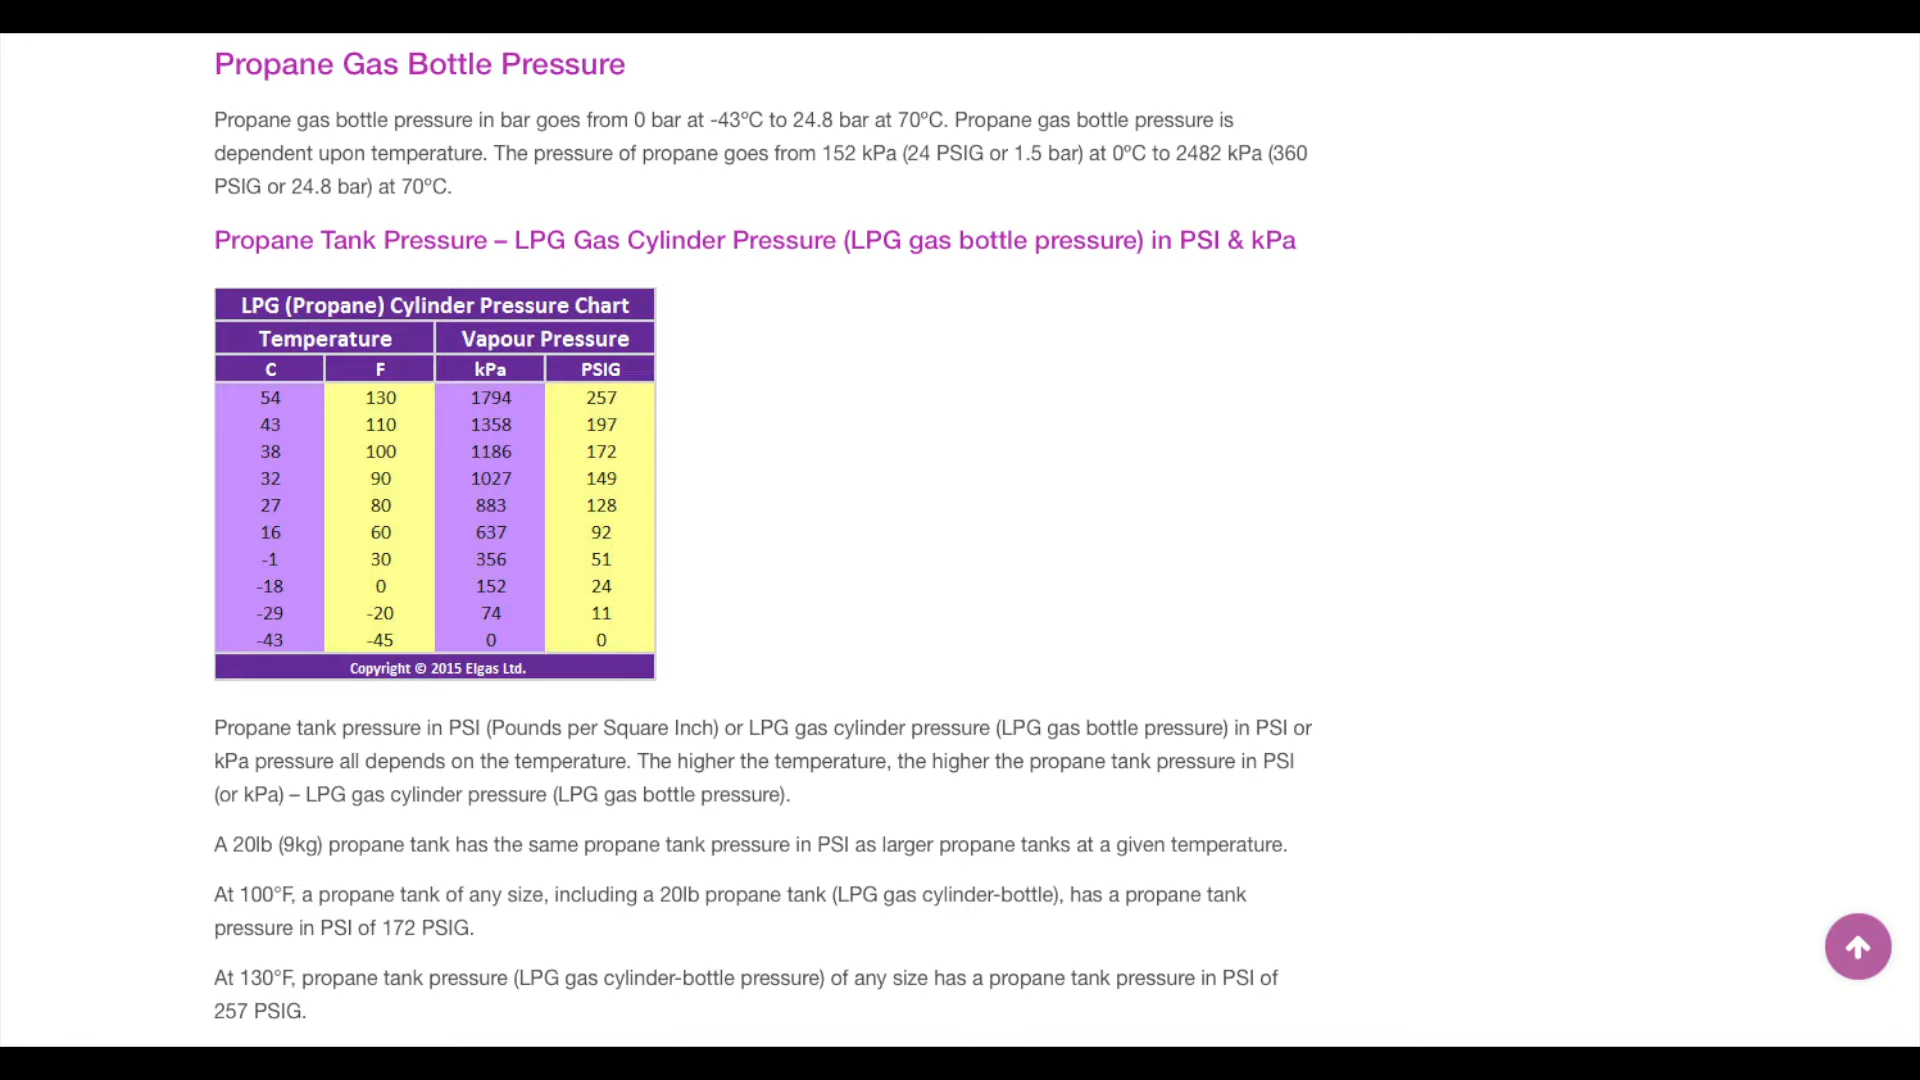 Propane Gas Bottle Pressure
Propane gas bottle pressure in bar goes from 0 bar at -43ºC to 24.8 bar at 70ºC. Propane gas bottle pressure is
dependent upon temperature. The pressure of propane goes from 152 kPa (24 PSIG or 1.5 bar) at 0ºC to 2482 kPa (360
PSIG or 24.8 bar) at 70ºC.
Propane Tank Pressure – LPG Gas Cylinder Pressure (LPG gas bottle pressure) in PSI & kPa
LPG (Propane) Cylinder Pressure Chart
Temperature Vapour Pressure
C F kPa PSIG
54 130 1794 257
43 110 1358 197
38 100 1186 172
32 90 1027 149
27 80 883 128
16 60 637 92
-1 30 356 51
-18 0 152 24
-29 -20 74 11
-43 -45 0 0
Copyright © 2015 Elgas Ltd.
Propane tank pressure in PSI (Pounds per Square Inch) or LPG gas cylinder pressure (LPG gas bottle pressure) in PSI or
kPa pressure all depends on the temperature. The higher the temperature, the higher the propane tank pressure in PSI
(or kPa) – LPG gas cylinder pressure (LPG gas bottle pressure).
A 20lb (9kg) propane tank has the same propane tank pressure in PSI as larger propane tanks at a given temperature.
At 100°F, a propane tank of any size, including a 20lb propane tank (LPG gas cylinder-bottle), has a propane tank
pressure in PSI of 172 PSIG.
At 130°F, propane tank pressure (LPG gas cylinder-bottle pressure) of any size has a propane tank pressure in PSI of
257 PSIG.